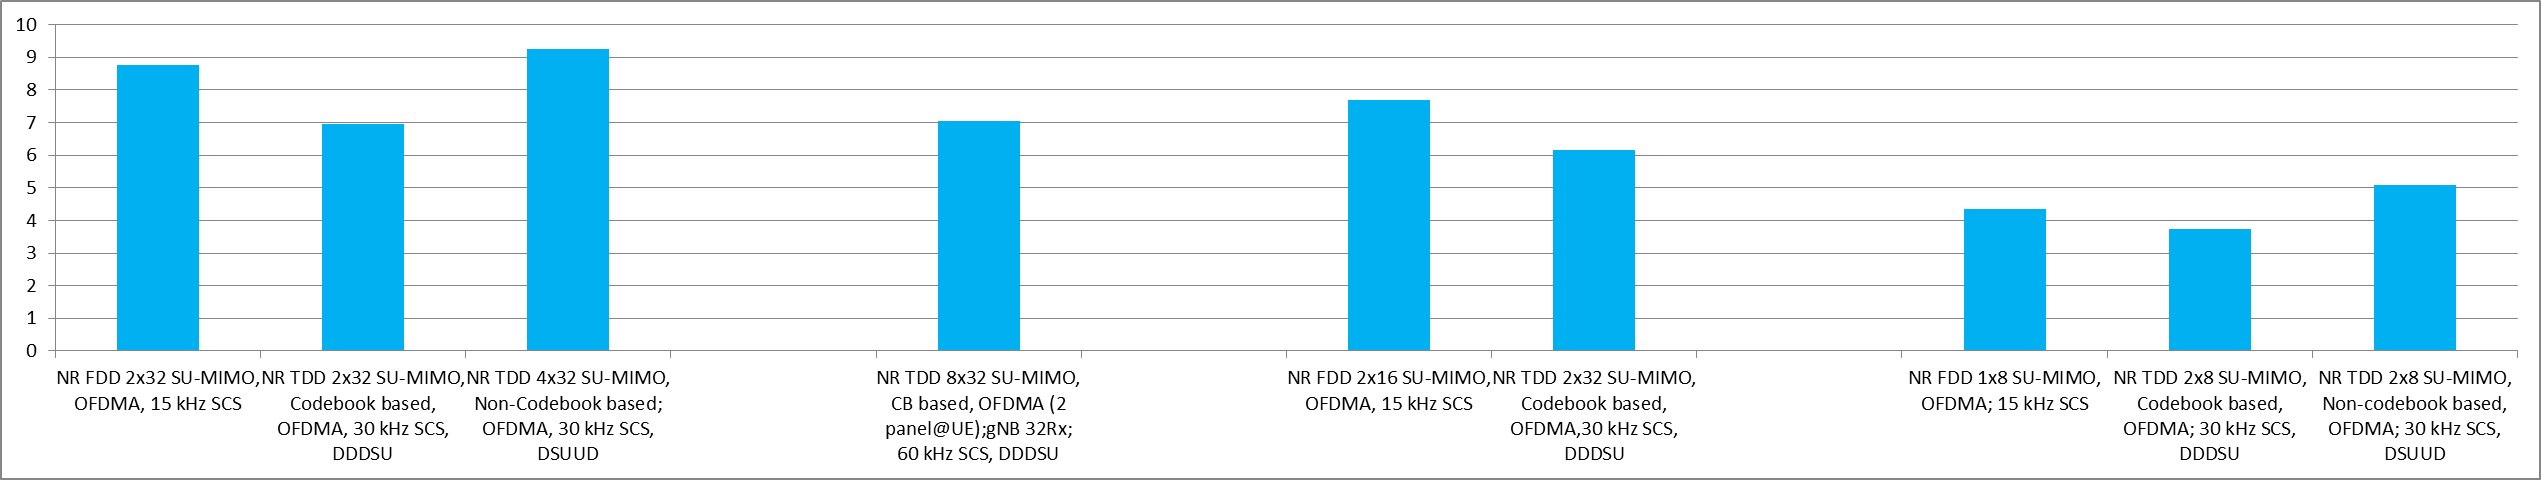 10
9
8
7
6
5
4
3
2
1
0
NR FDD 2x32 SU-MIMO,
OFDMA, 15 kHz SCS
NR TDD 2x32 SU-MIMO,
Codebook based,
OFDMA, 30 kHz SCS,
DDDSU
NR TDD 4x32 SU-MIMO,
Non-Codebook based;
OFDMA, 30 kHz SCS,
DSUUD
NR TDD 8x32 SU-MIMO,
CB based, OFDMA (2
panel@UE);gNB 32Rx;
60 kHz SCS, DDDSU
NR FDD 2x16 SU-MIMO,
OFDMA, 15 kHz SCS
NR TDD 2x32 SU-MIMO,
Codebook based,
OFDMA,30 kHz SCS,
DDDSU
NR FDD 1x8 SU-MIMO,
OFDMA; 15 kHz SCS
NR TDD 2x8 SU-MIMO,
Codebook based,
OFDMA; 30 kHz SCS,
DDDSU
NR TDD 2x8 SU-MIMO,
Non-codebook based,
OFDMA; 30 kHz SCS,
DSUUD